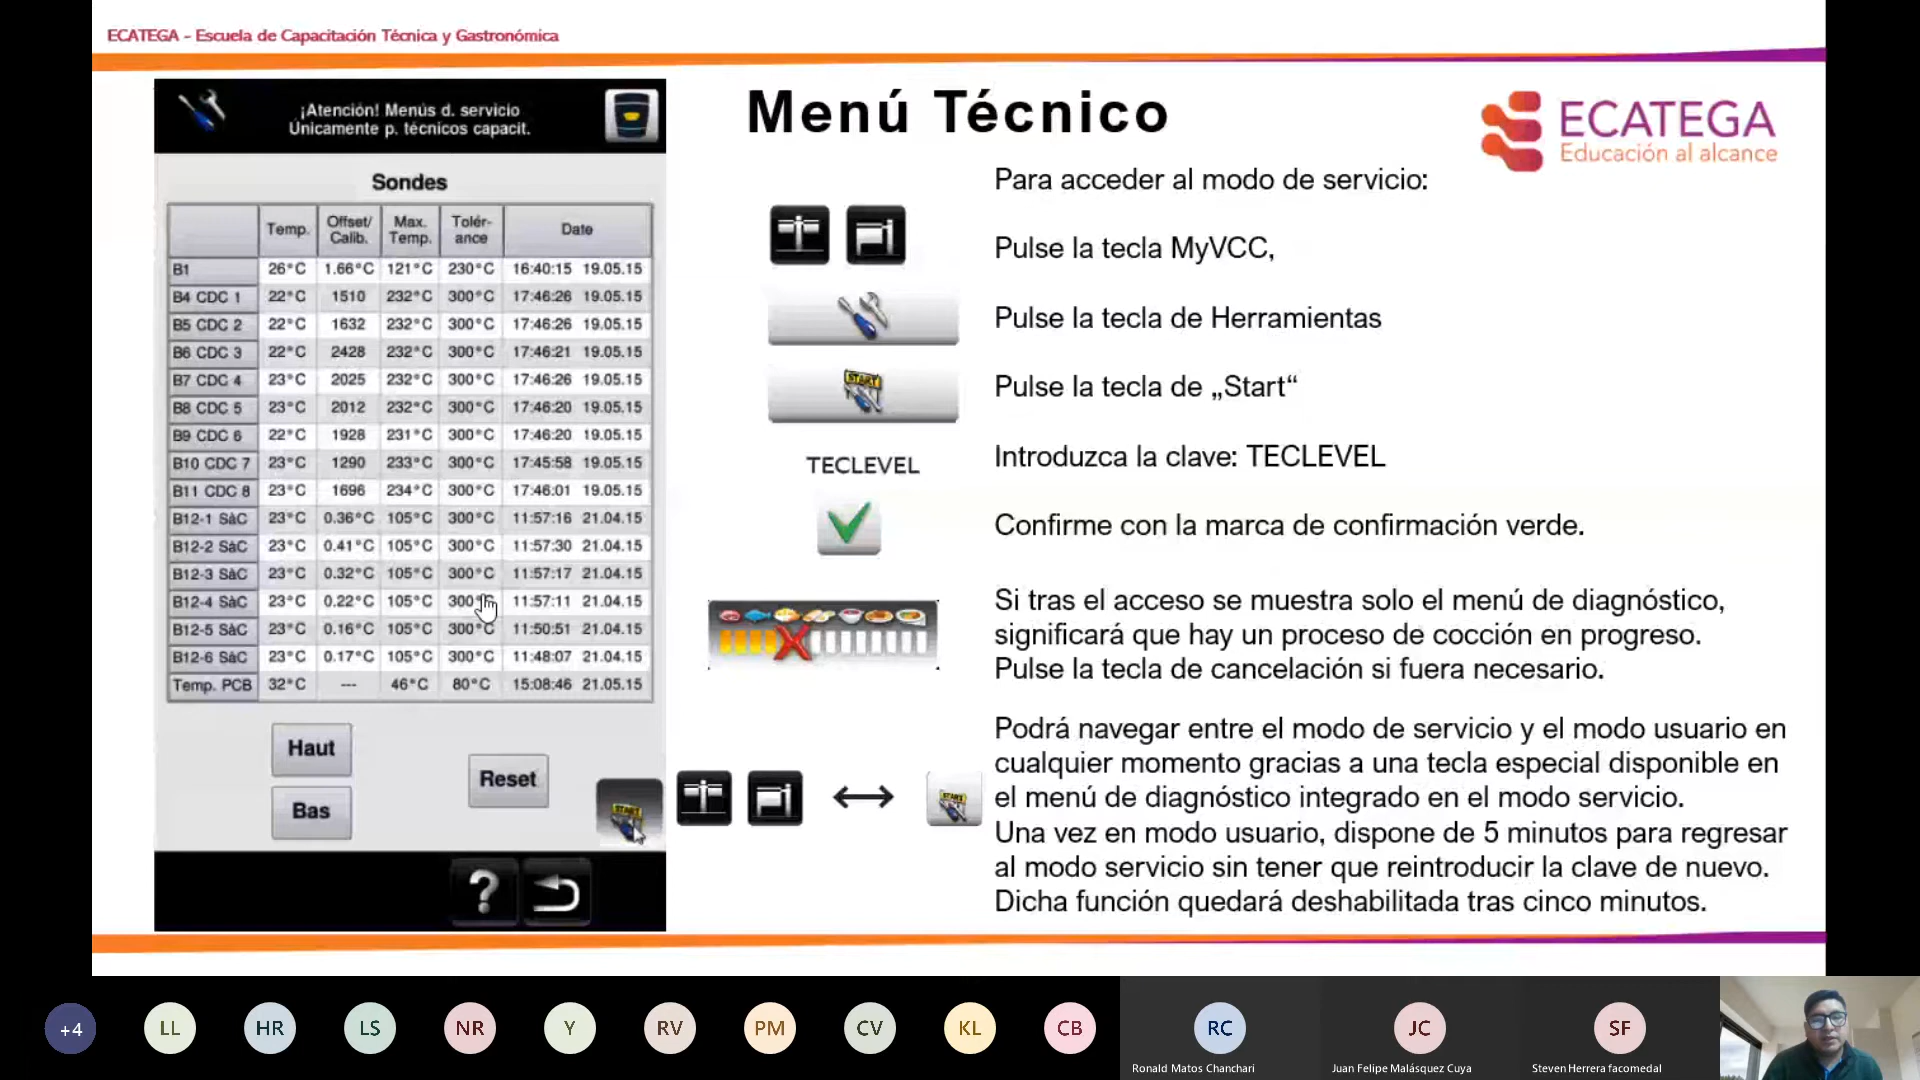 ECATEGA - Escuela de Capacitación Técnica y Gastronómica
¡Atención! Menús d. servicio
Únicamente p. técnicos capacit.
Sondes
Temp. Offset/ Calib. Max. Temp. Tolér- ance Date
B1 26°C 1.66°C 121°C 230°C 16:40:15 19.05.15
B4 CDC 1 22°C 1510 232°C 300°C 17:46:26 19.05.15
B5 CDC 2 22°C 1632 232°C 300°C 17:46:26 19.05.15
B6 CDC 3 22°C 2428 232°C 300°C 17:46:21 19.05.15
B7 CDC 4 23°C 2025 232°C 300°C 17:46:26 19.05.15
B8 CDC 5 23°C 2012 232°C 300°C 17:46:20 19.05.15
B9 CDC 6 22°C 1928 231°C 300°C 17:46:20 19.05.15
B10 CDC 7 23°C 1290 233°C 300°C 17:45:58 19.05.15
B11 CDC 8 23°C 1696 234°C 300°C 17:46:01 19.05.15
B12-1 SàC 23°C 0.36°C 105°C 300°C 11:57:16 21.04.15
B12-2 SàC 23°C 0.41°C 105°C 300°C 11:57:30 21.04.15
B12-3 SàC 23°C 0.32°C 105°C 300°C 11:57:17 21.04.15
B12-4 SàC 23°C 0.22°C 105°C 300°C 11:57:11 21.04.15
B12-5 SàC 23°C 0.16°C 105°C 300°C 11:50:51 21.04.15
B12-6 SàC 23°C 0.17°C 105°C 300°C 11:48:07 21.04.15
Temp. PCB 32°C --- 46°C 80°C 15:08:46 21.05.15
Haut
Bas
Reset
START
?
Menú Técnico
ECATEGA
Educación al alcance
Para acceder al modo de servicio:
Pulse la tecla MyVCC,
Pulse la tecla de Herramientas
START
Pulse la tecla de „Start“
TECLEVEL
Introduzca la clave: TECLEVEL
Confirme con la marca de confirmación verde.
Si tras el acceso se muestra solo el menú de diagnóstico,
significará que hay un proceso de cocción en progreso.
Pulse la tecla de cancelación si fuera necesario.
START
Podrá navegar entre el modo de servicio y el modo usuario en
cualquier momento gracias a una tecla especial disponible en
el menú de diagnóstico integrado en el modo servicio.
Una vez en modo usuario, dispone de 5 minutos para regresar
al modo servicio sin tener que reintroducir la clave de nuevo.
Dicha función quedará deshabilitada tras cinco minutos.
+4 LL HR LS NR Y RV PM CV KL CB RC JC SF
Ronald Matos Chanchari
Juan Felipe Malásquez Cuya
Steven Herrera facomedal